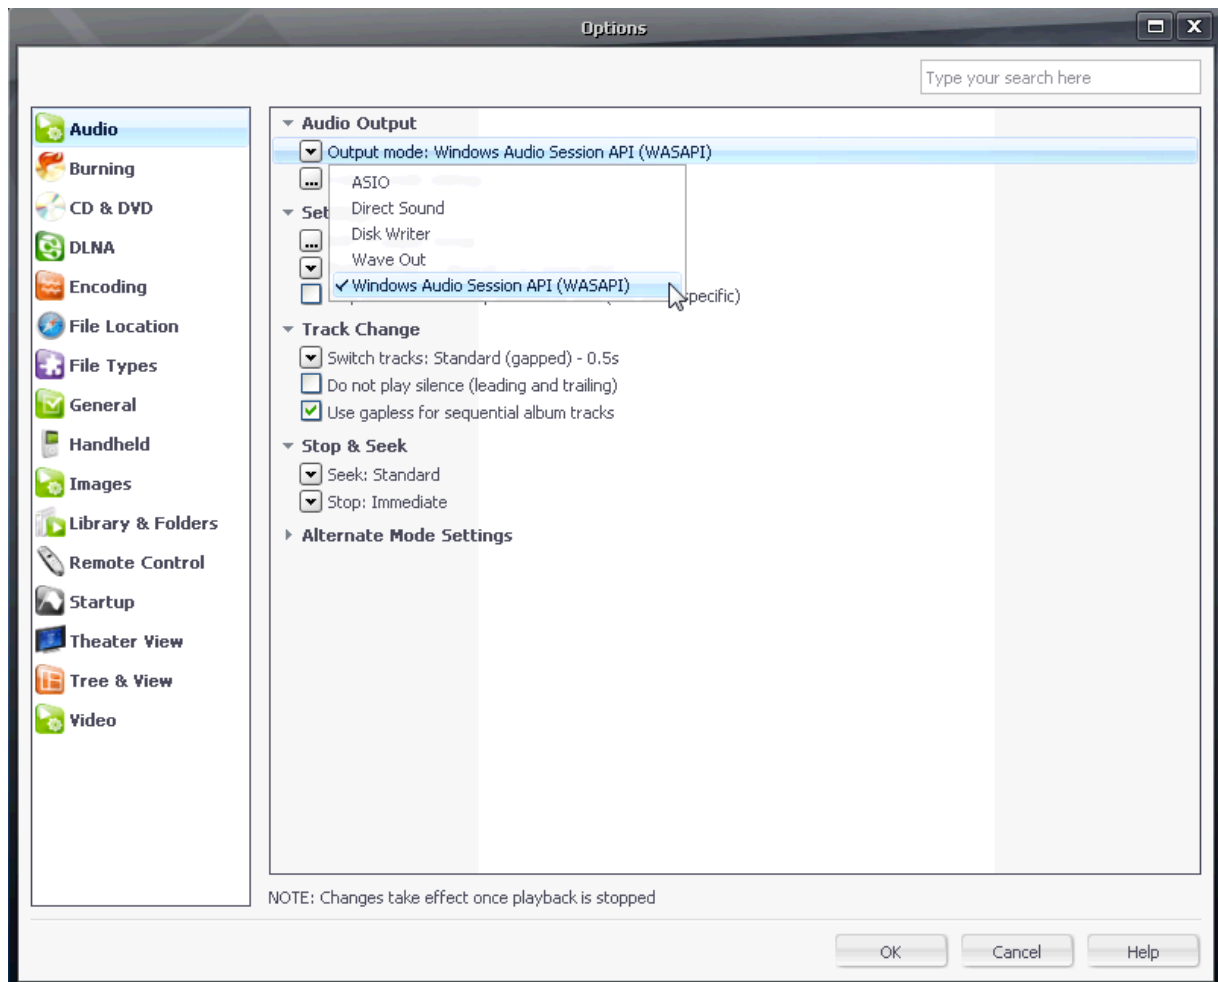 Options
Type your search here
Audio
Burning
CD & DVD
DLNA
Encoding
File Location
File Types
General
Handheld
Images
Library & Folders
Remote Control
Startup
Theater View
Tree & View
Video
Audio Output
Output mode: Windows Audio Session API (WASAPI)
...
ASIO
Direct Sound
Disk Writer
Wave Out
Windows Audio Session API (WASAPI)
Set
...
specific)
Track Change
Switch tracks: Standard (gapped) - 0.5s
Do not play silence (leading and trailing)
Use gapless for sequential album tracks
Stop & Seek
Seek: Standard
Stop: Immediate
Alternate Mode Settings
NOTE: Changes take effect once playback is stopped
OK
Cancel
Help